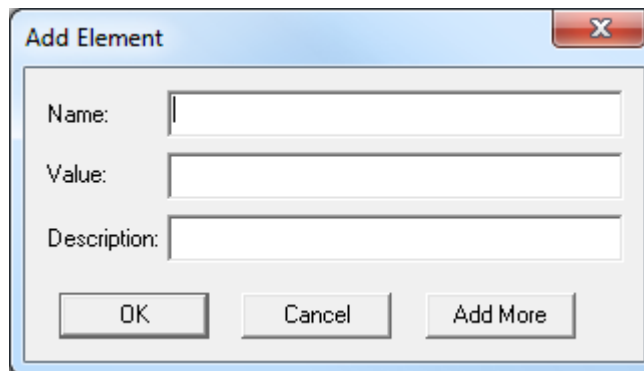 Add Element
Name:
Value:
Description:
OK Cancel Add More